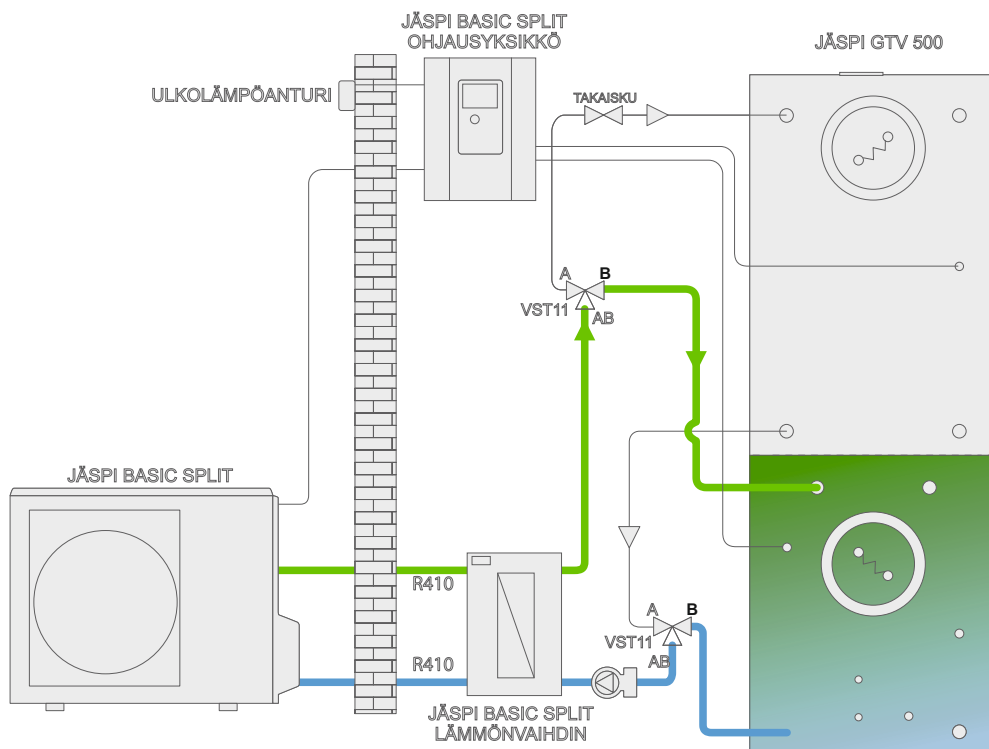 JÄSPI BASIC SPLIT
OHJAUSYKSIKKÖ
JÄSPI GTV 500
ULKOLÄMPÖANTURI
TAKAISKU
A
B
VST11
AB
JÄSPI BASIC SPLIT
R410
A
B
VST11
AB
R410
JÄSPI BASIC SPLIT
LÄMMÖNVAIHDIN